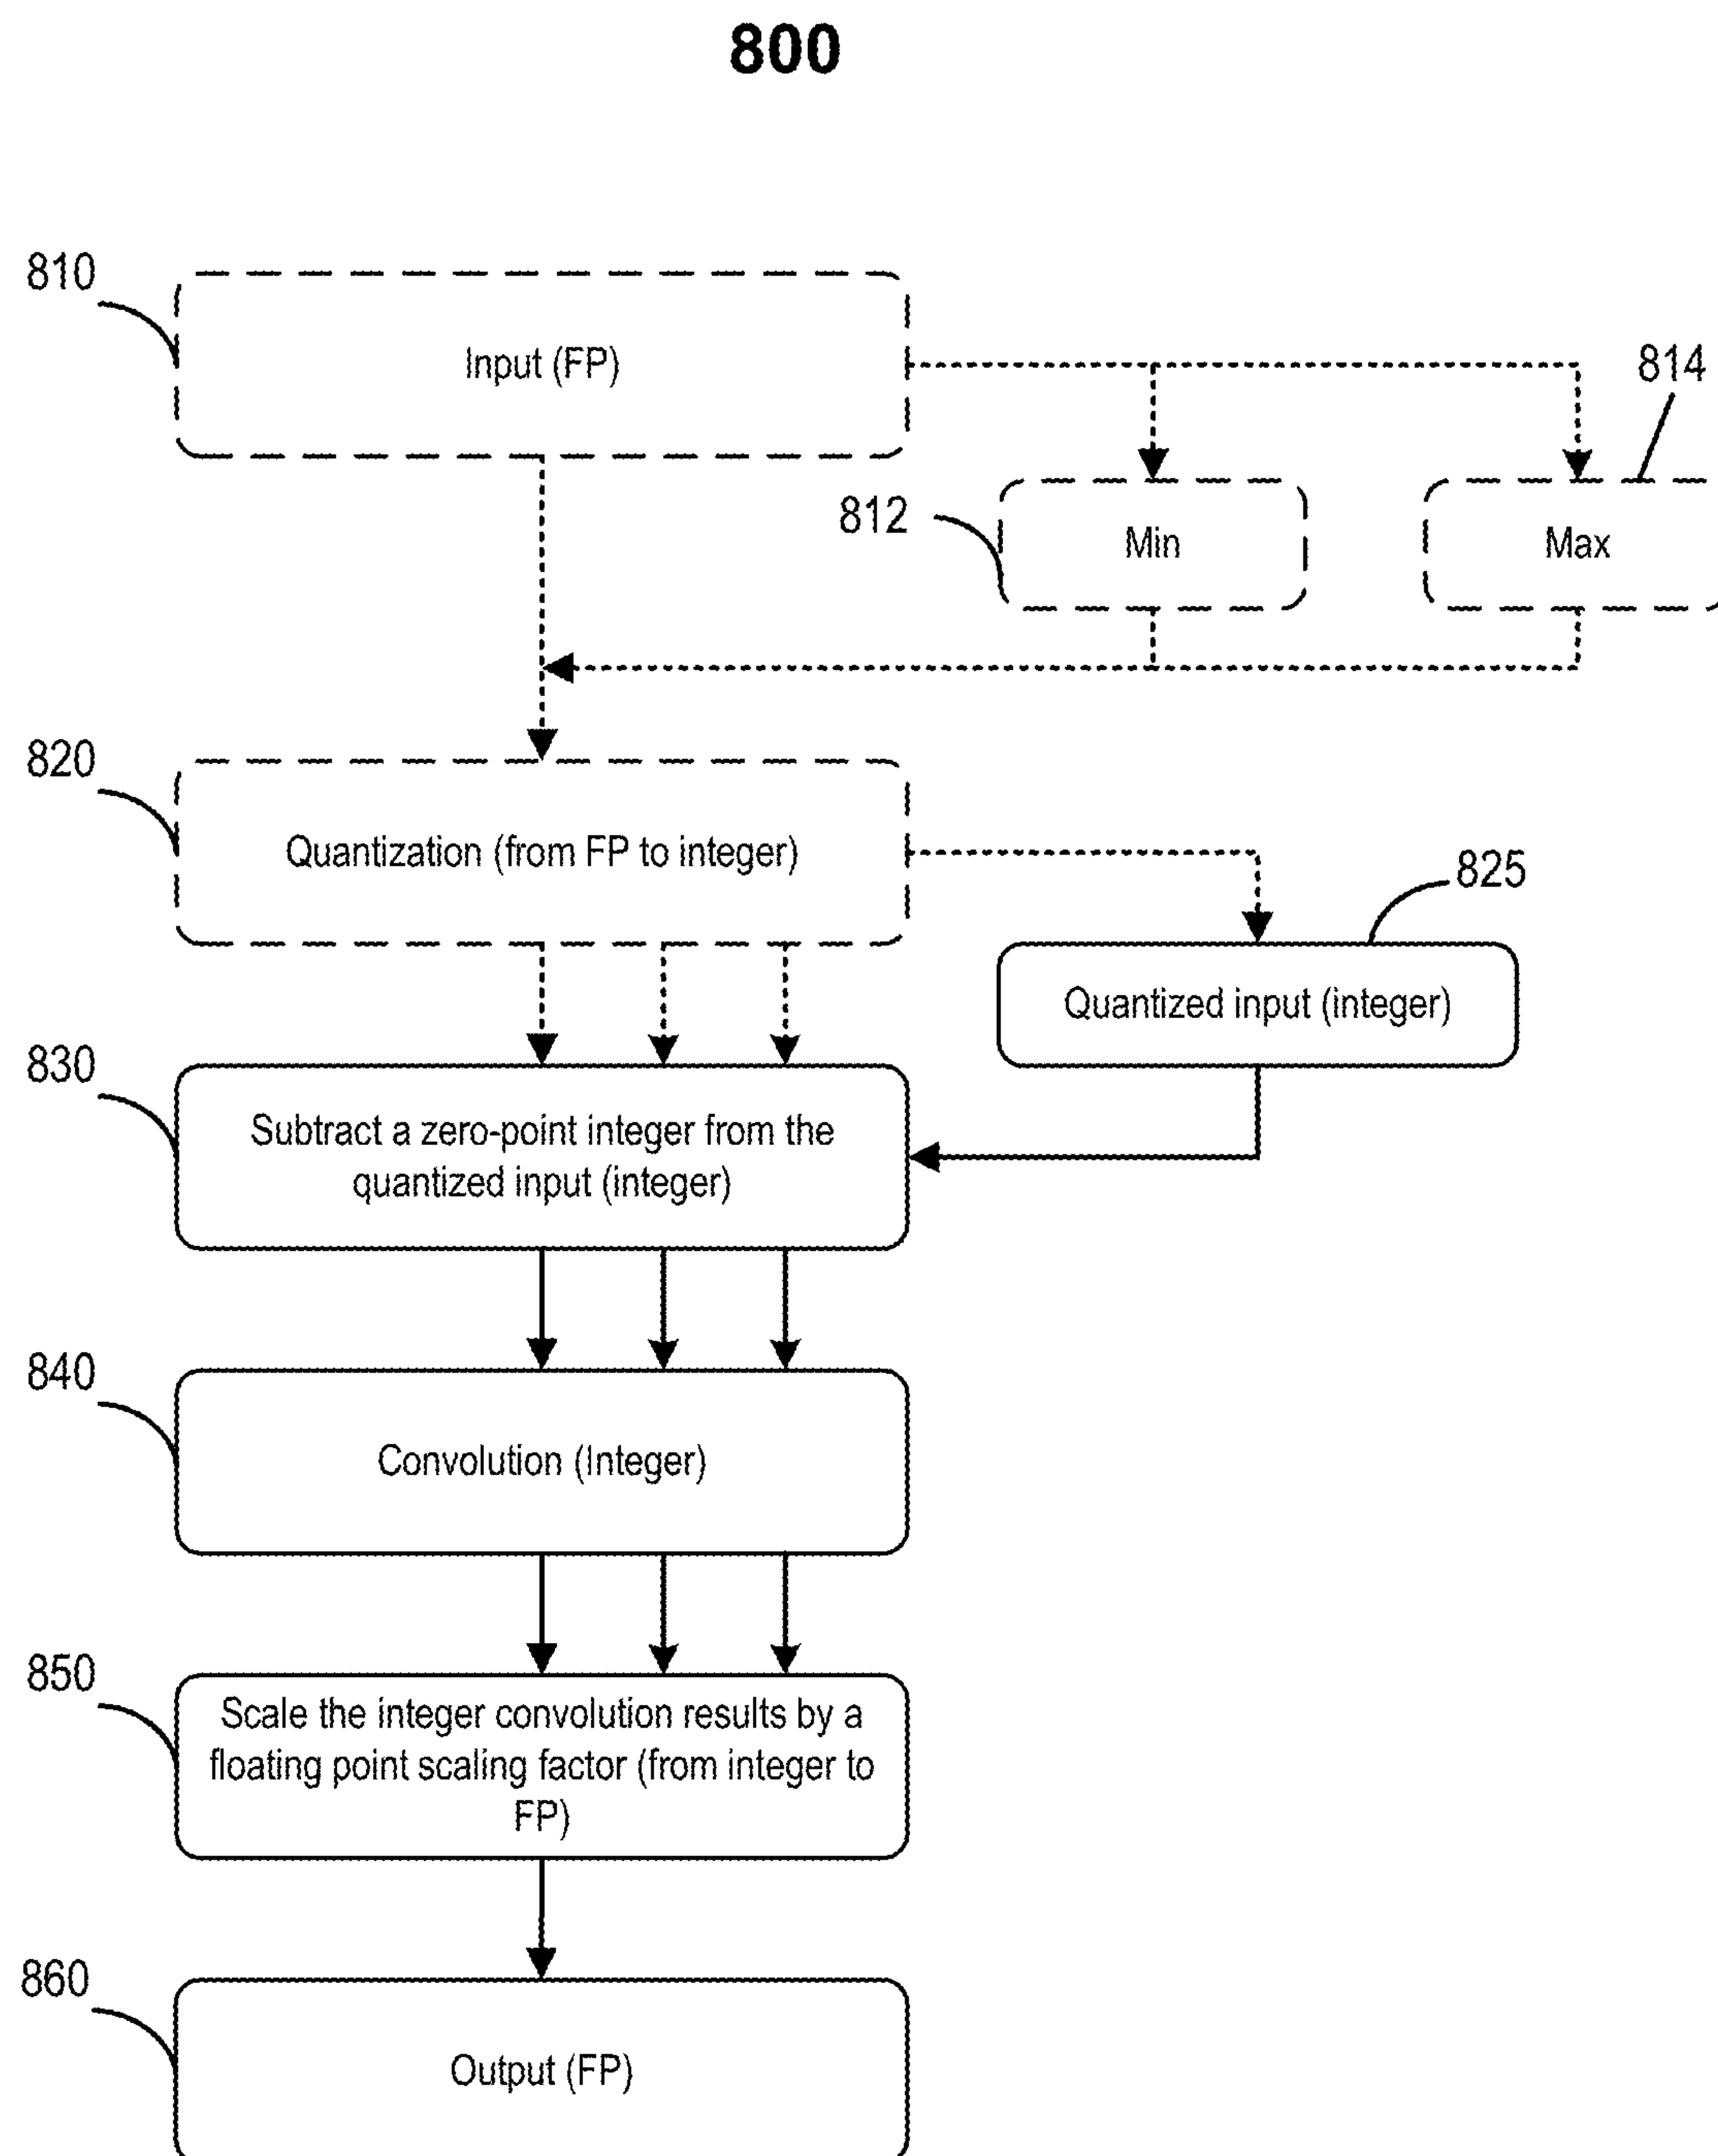 800
810
Input (FP)
814
812
Min
Max
820
Quantization (from FP to integer)
825
Quantized input (integer)
830
Subtract a zero-point integer from the
quantized input (integer)
840
Convolution (Integer)
850
Scale the integer convolution results by a
floating point scaling factor (from integer to
FP)
860
Output (FP)